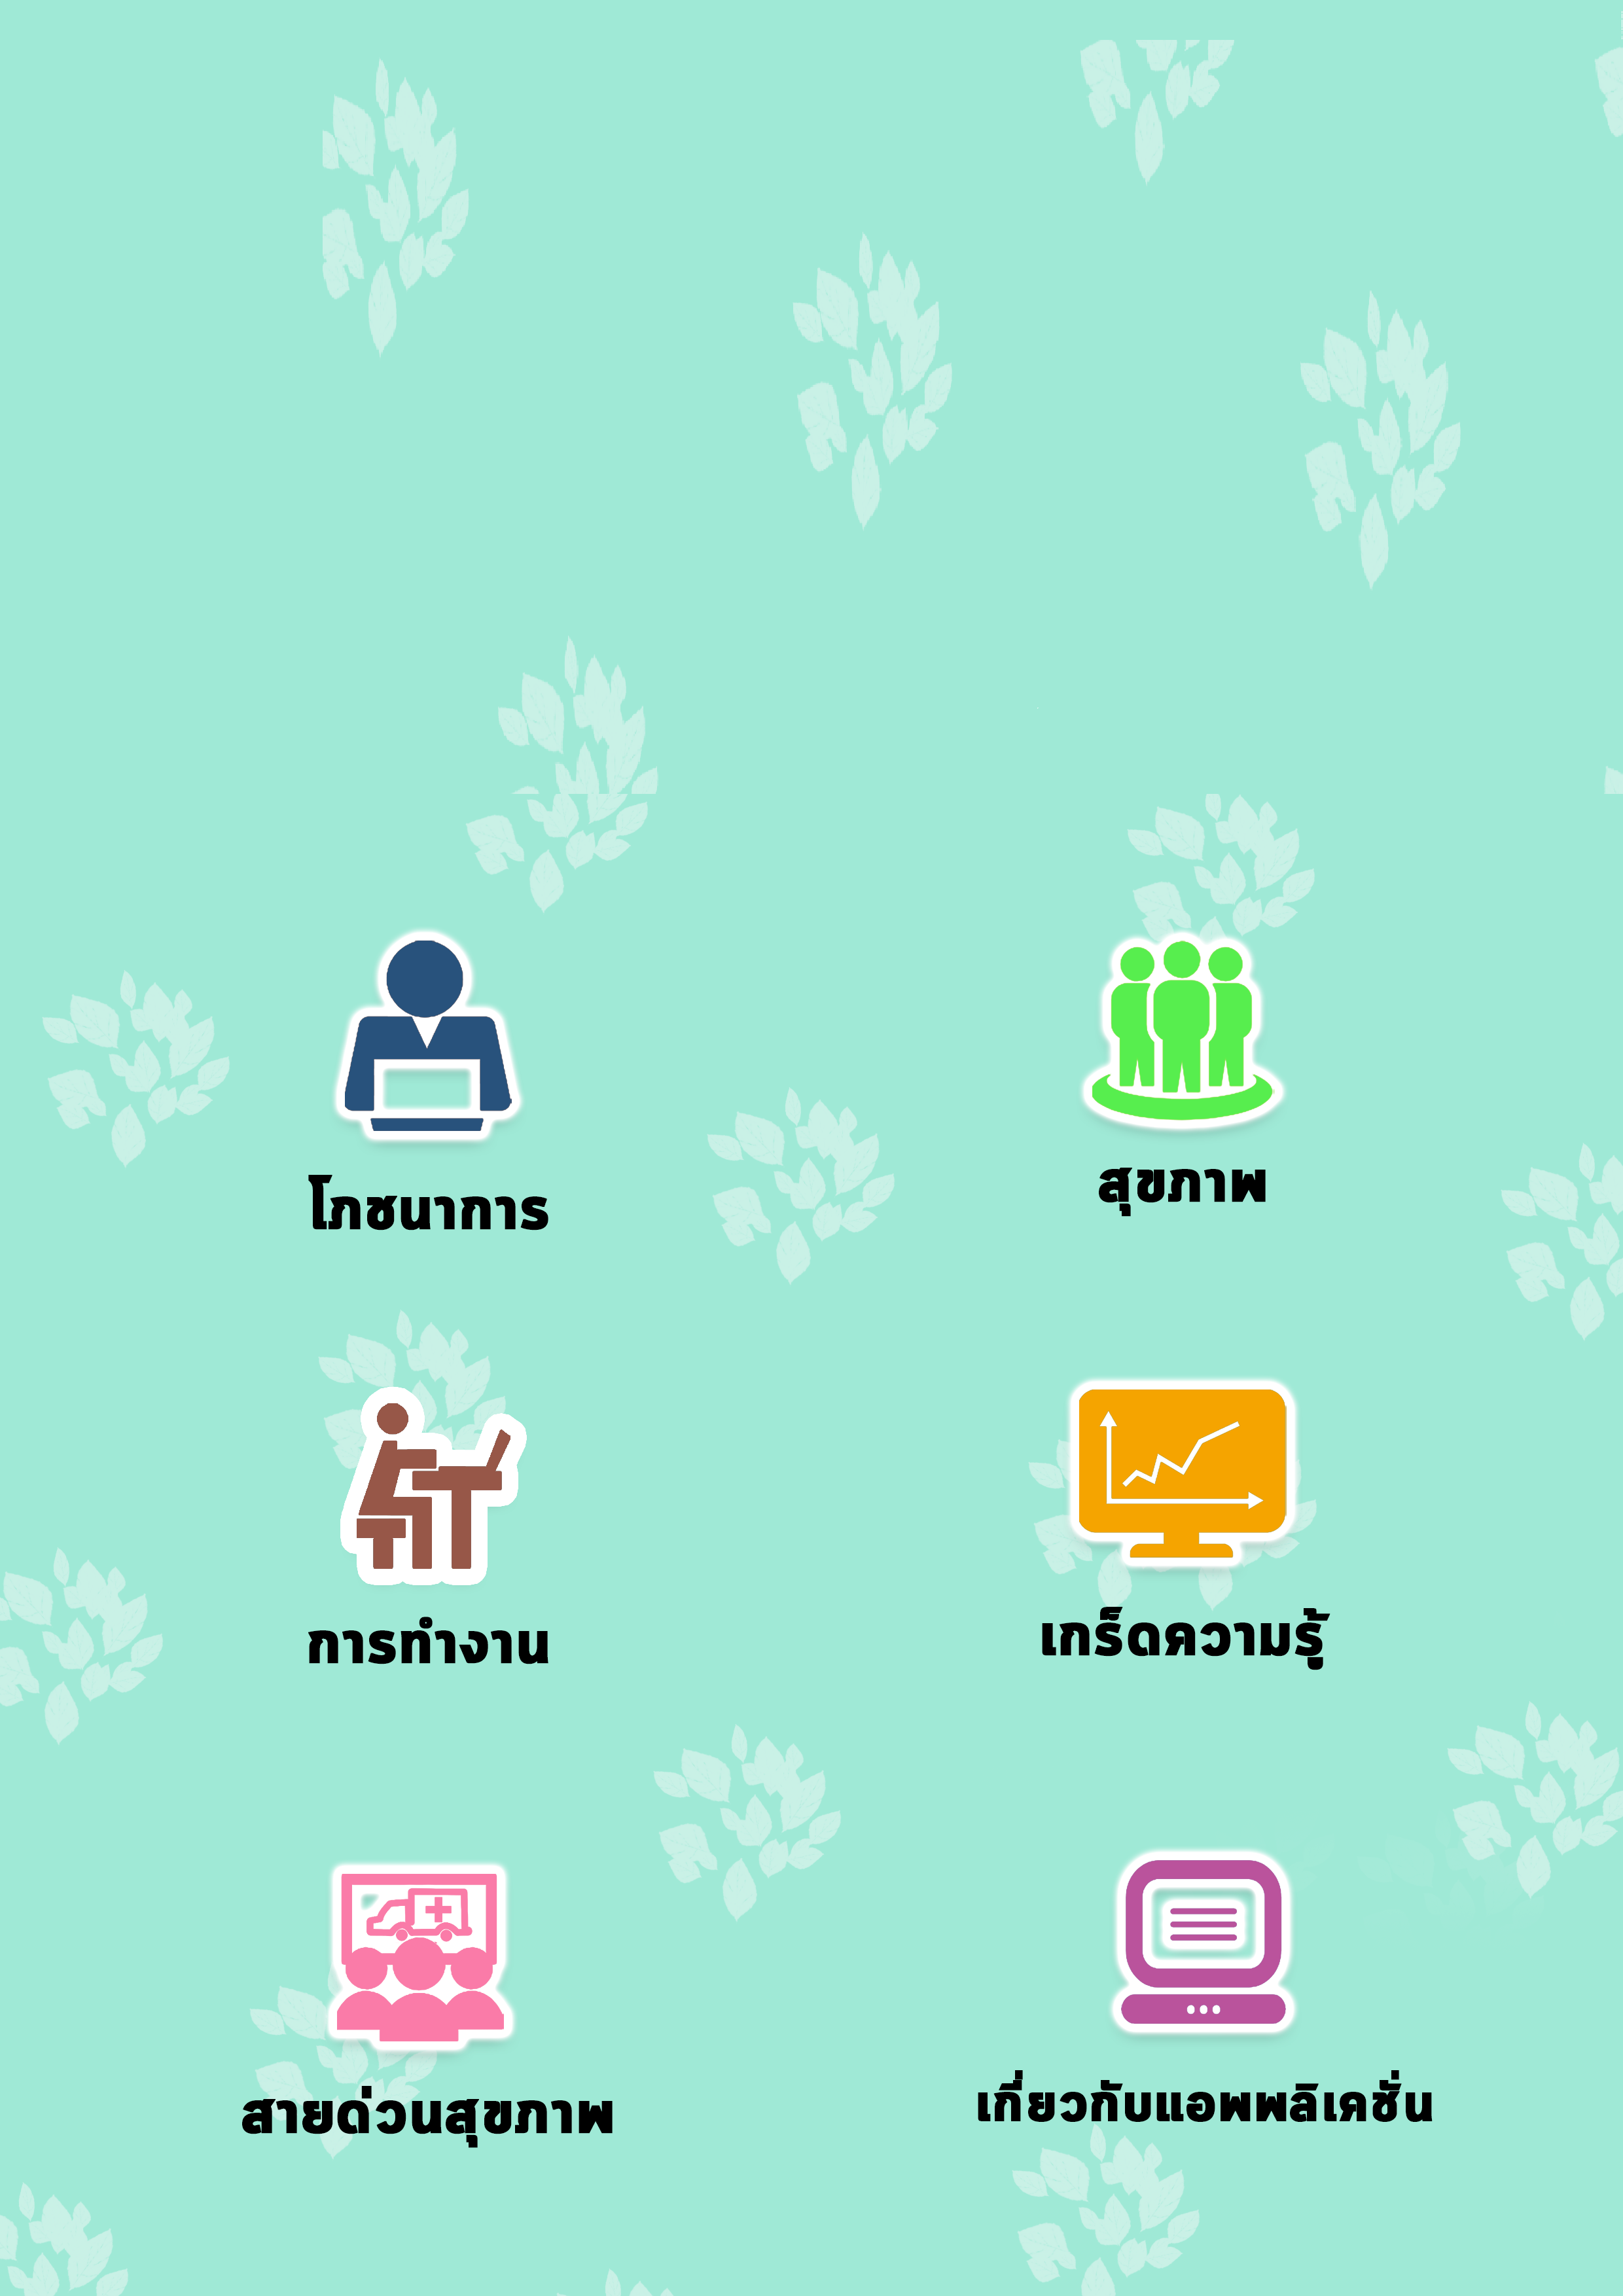 โภชนาการ
สุขภาพ
การทำงาน
เกร็ดความรู้
สายด่วนสุขภาพ
เกี่ยวกับแอพพลิเคชั่น